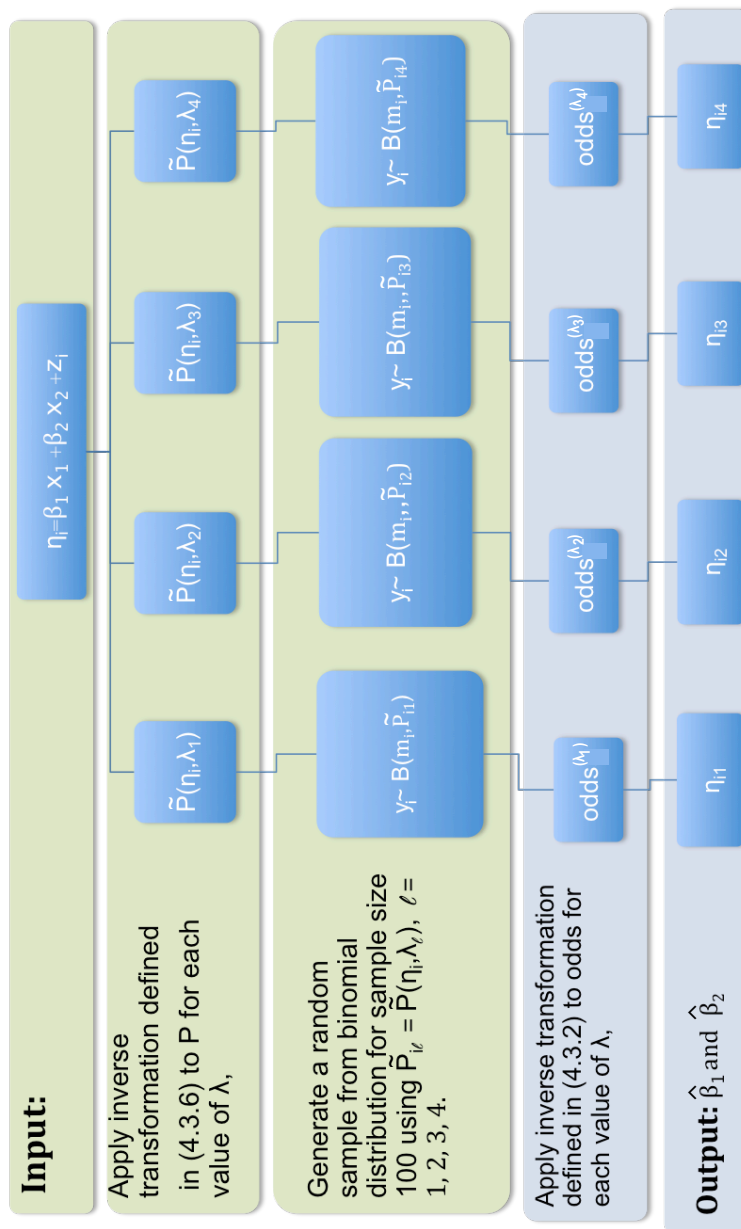 Input:
ηi=β1 x1 +β2 x2 +zi
Apply inverse
transformation defined
in (4.3.6) to P for each
value of λ,
P̃(ηi,λ1)
P̃(ηi,λ2)
P̃(ηi,λ3)
P̃(ηi,λ4)
Generate a random
sample from binomial
distribution for sample size
100 using P̃iℓ = P̃(ηi,λℓ), ℓ =
1, 2, 3, 4.
yi~ B(mi,P̃i1)
yi~ B(mi,,P̃i2)
yi~ B(mi,,P̃i3)
yi~ B(mi,P̃i4)
Apply inverse transformation
defined in (4.3.2) to odds for
each value of λ,
odds(λ1)
odds(λ2)
odds(λ3)
odds(λ4)
Output: β̂1 and β̂2
ηi1
ηi2
ηi3
ηi4